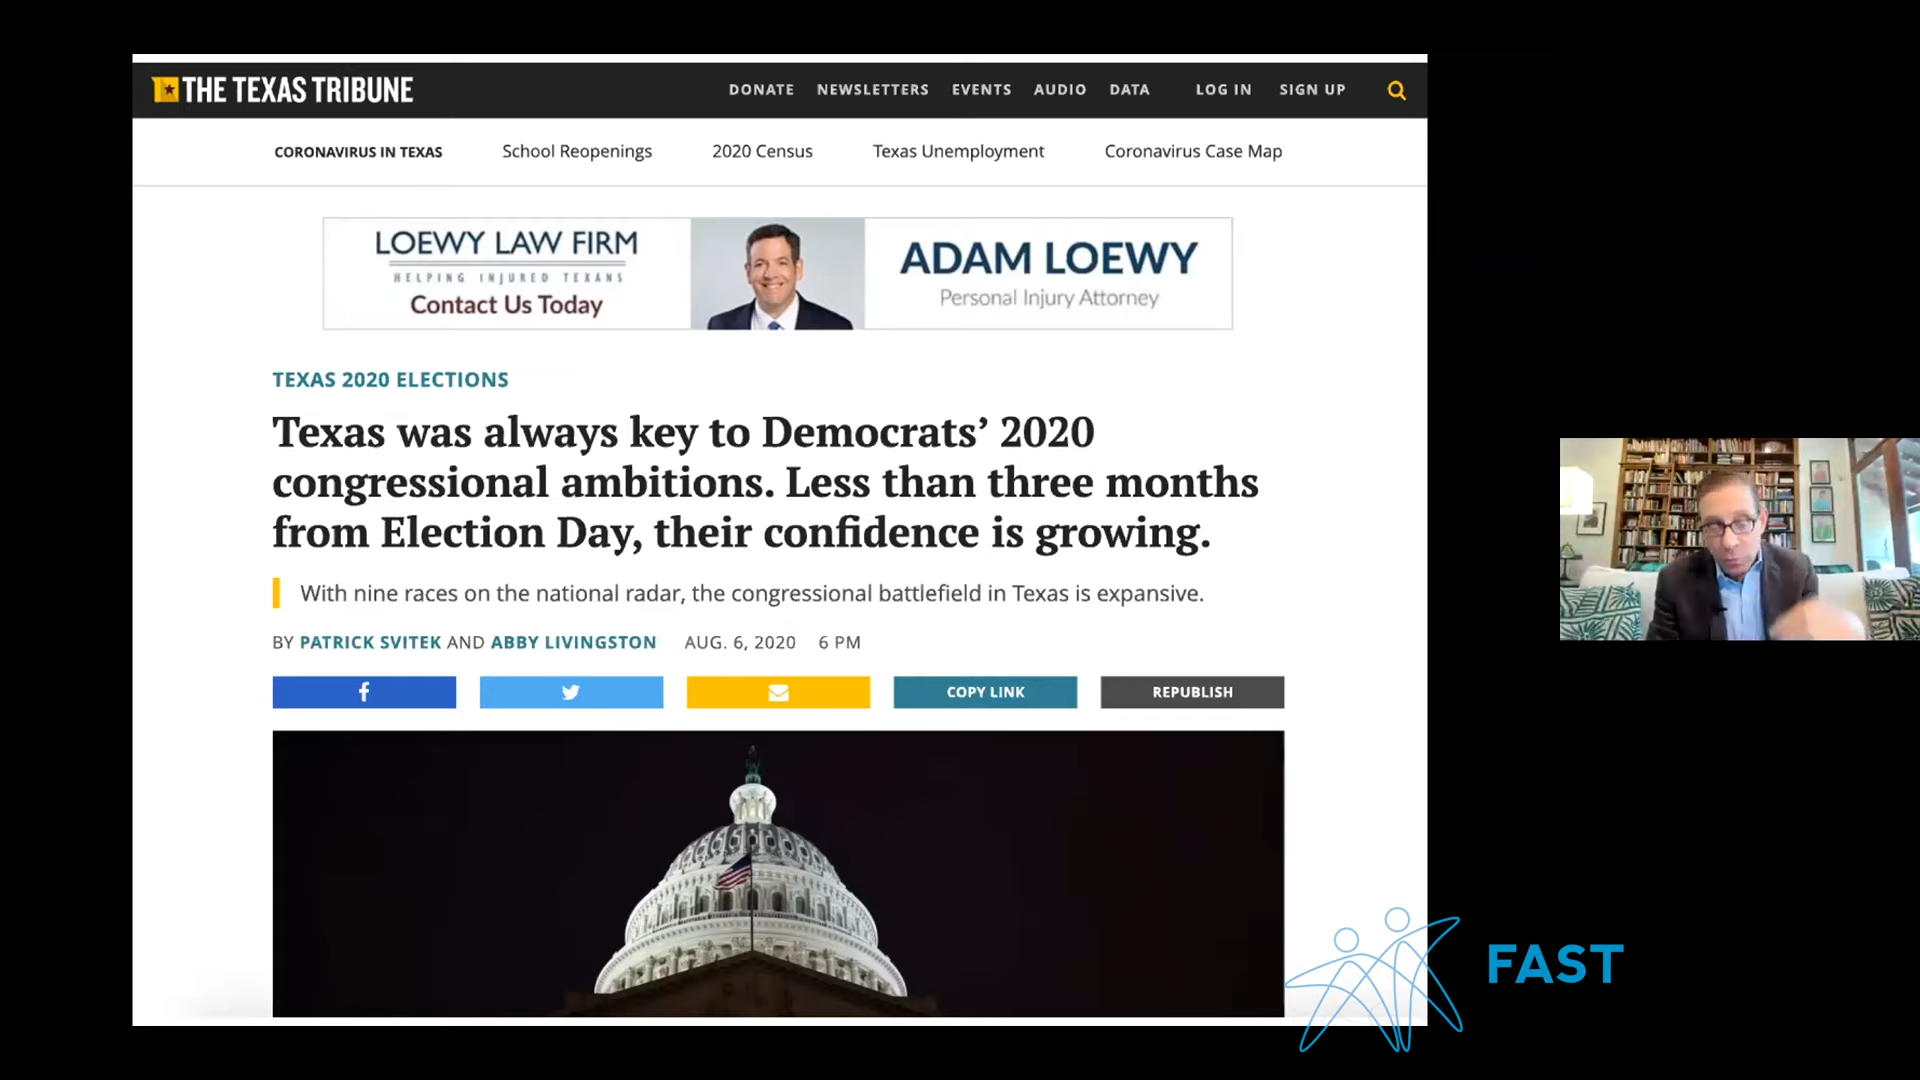 THE TEXAS TRIBUNE
DONATE NEWSLETTERS EVENTS AUDIO DATA LOG IN SIGN UP
CORONAVIRUS IN TEXAS School Reopenings 2020 Census Texas Unemployment Coronavirus Case Map
LOEWY LAW FIRM
HELPING INJURED TEXANS
Contact Us Today
ADAM LOEWY
Personal Injury Attorney
TEXAS 2020 ELECTIONS
Texas was always key to Democrats’ 2020
congressional ambitions. Less than three months
from Election Day, their confidence is growing.
With nine races on the national radar, the congressional battlefield in Texas is expansive.
BY PATRICK SVITEK AND ABBY LIVINGSTON AUG. 6, 2020 6 PM
COPY LINK
REPUBLISH
FAST